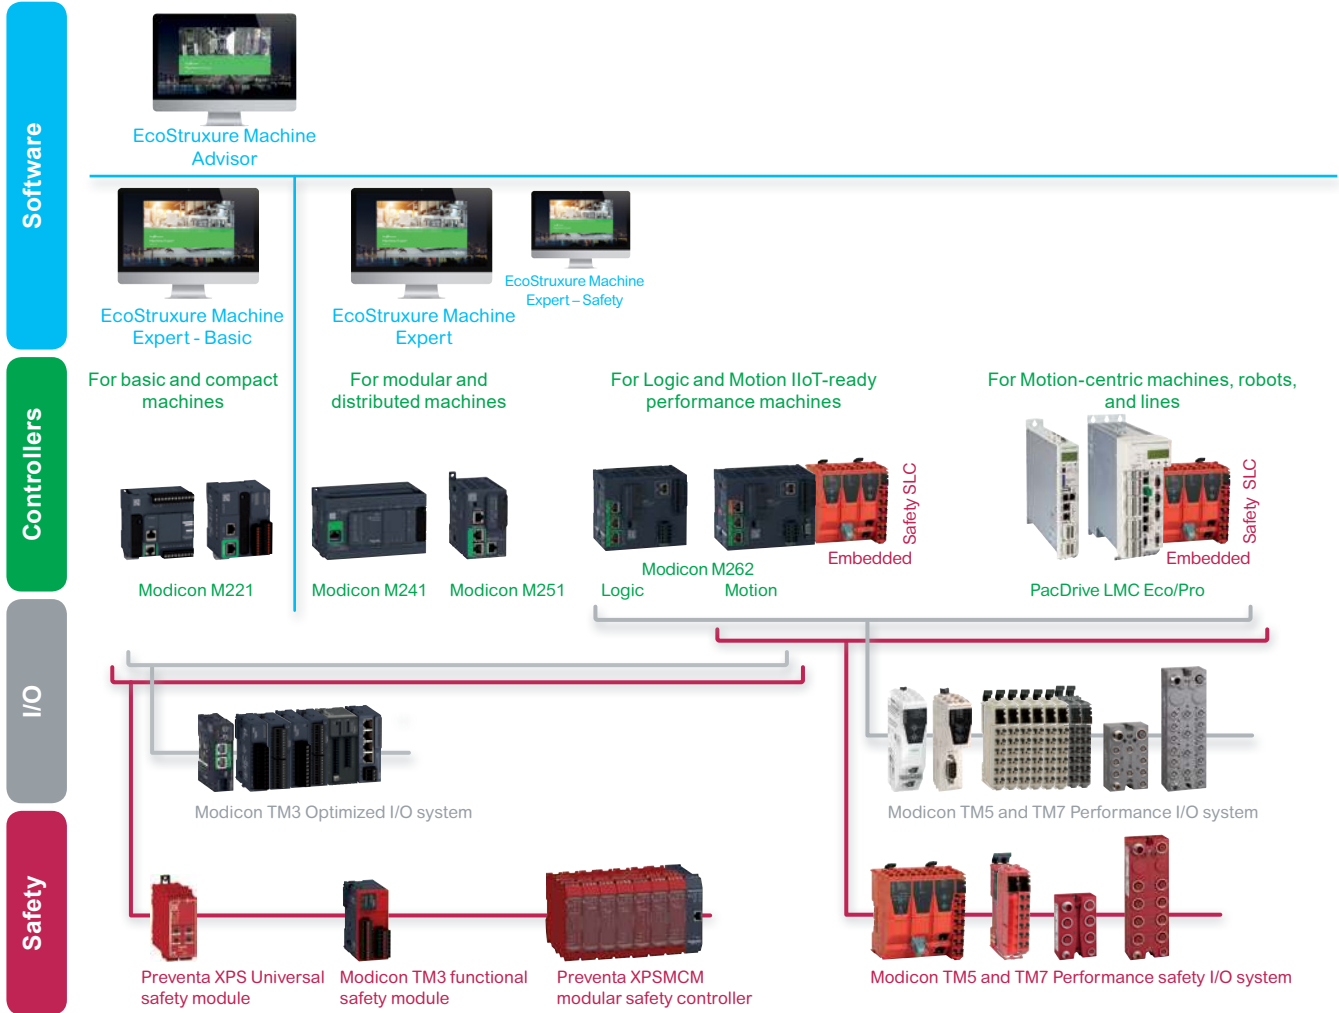 Software
EcoStruxure Machine
Advisor
EcoStruxure Machine
Expert - Basic
EcoStruxure Machine
Expert
EcoStruxure Machine
Expert – Safety
Controllers
For basic and compact
machines
For modular and
distributed machines
For Logic and Motion IIoT-ready
performance machines
For Motion-centric machines, robots,
and lines
Safety SLC
Embedded
Safety SLC
Embedded
Modicon M221
Modicon M241
Modicon M251
Modicon M262
Logic
Motion
PacDrive LMC Eco/Pro
I/O
Modicon TM3 Optimized I/O system
Modicon TM5 and TM7 Performance I/O system
Safety
Preventa XPS Universal
safety module
Modicon TM3 functional
safety module
Preventa XPSMCM
modular safety controller
Modicon TM5 and TM7 Performance safety I/O system